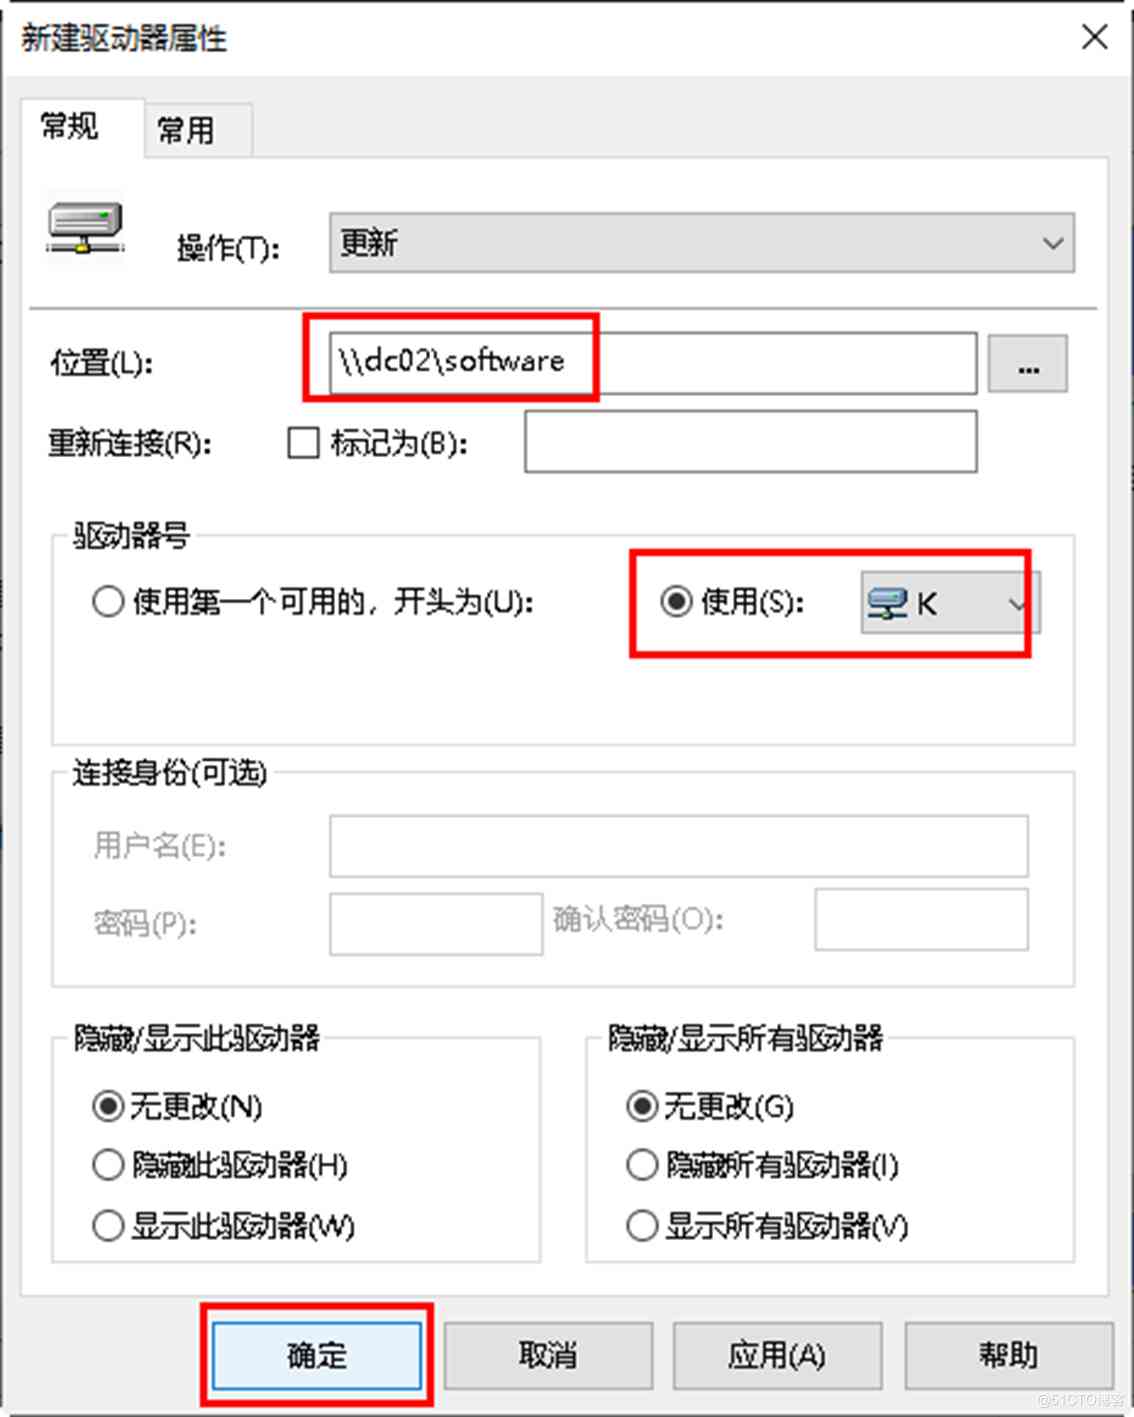 新建驱动器属性
常规 常用
操作(T): 更新
位置(L): \\dc02\software ...
重新连接(R): 标记为(B):
驱动器号
使用第一个可用的，开头为(U): 使用(S): K
连接身份(可选)
用户名(E):
密码(P): 确认密码(O):
隐藏/显示此驱动器 隐藏/显示所有驱动器
无更改(N) 无更改(G)
隐藏此驱动器(H) 隐藏所有驱动器(I)
显示此驱动器(W) 显示所有驱动器(V)
确定 取消 应用(A) 帮助
@51CTO博客